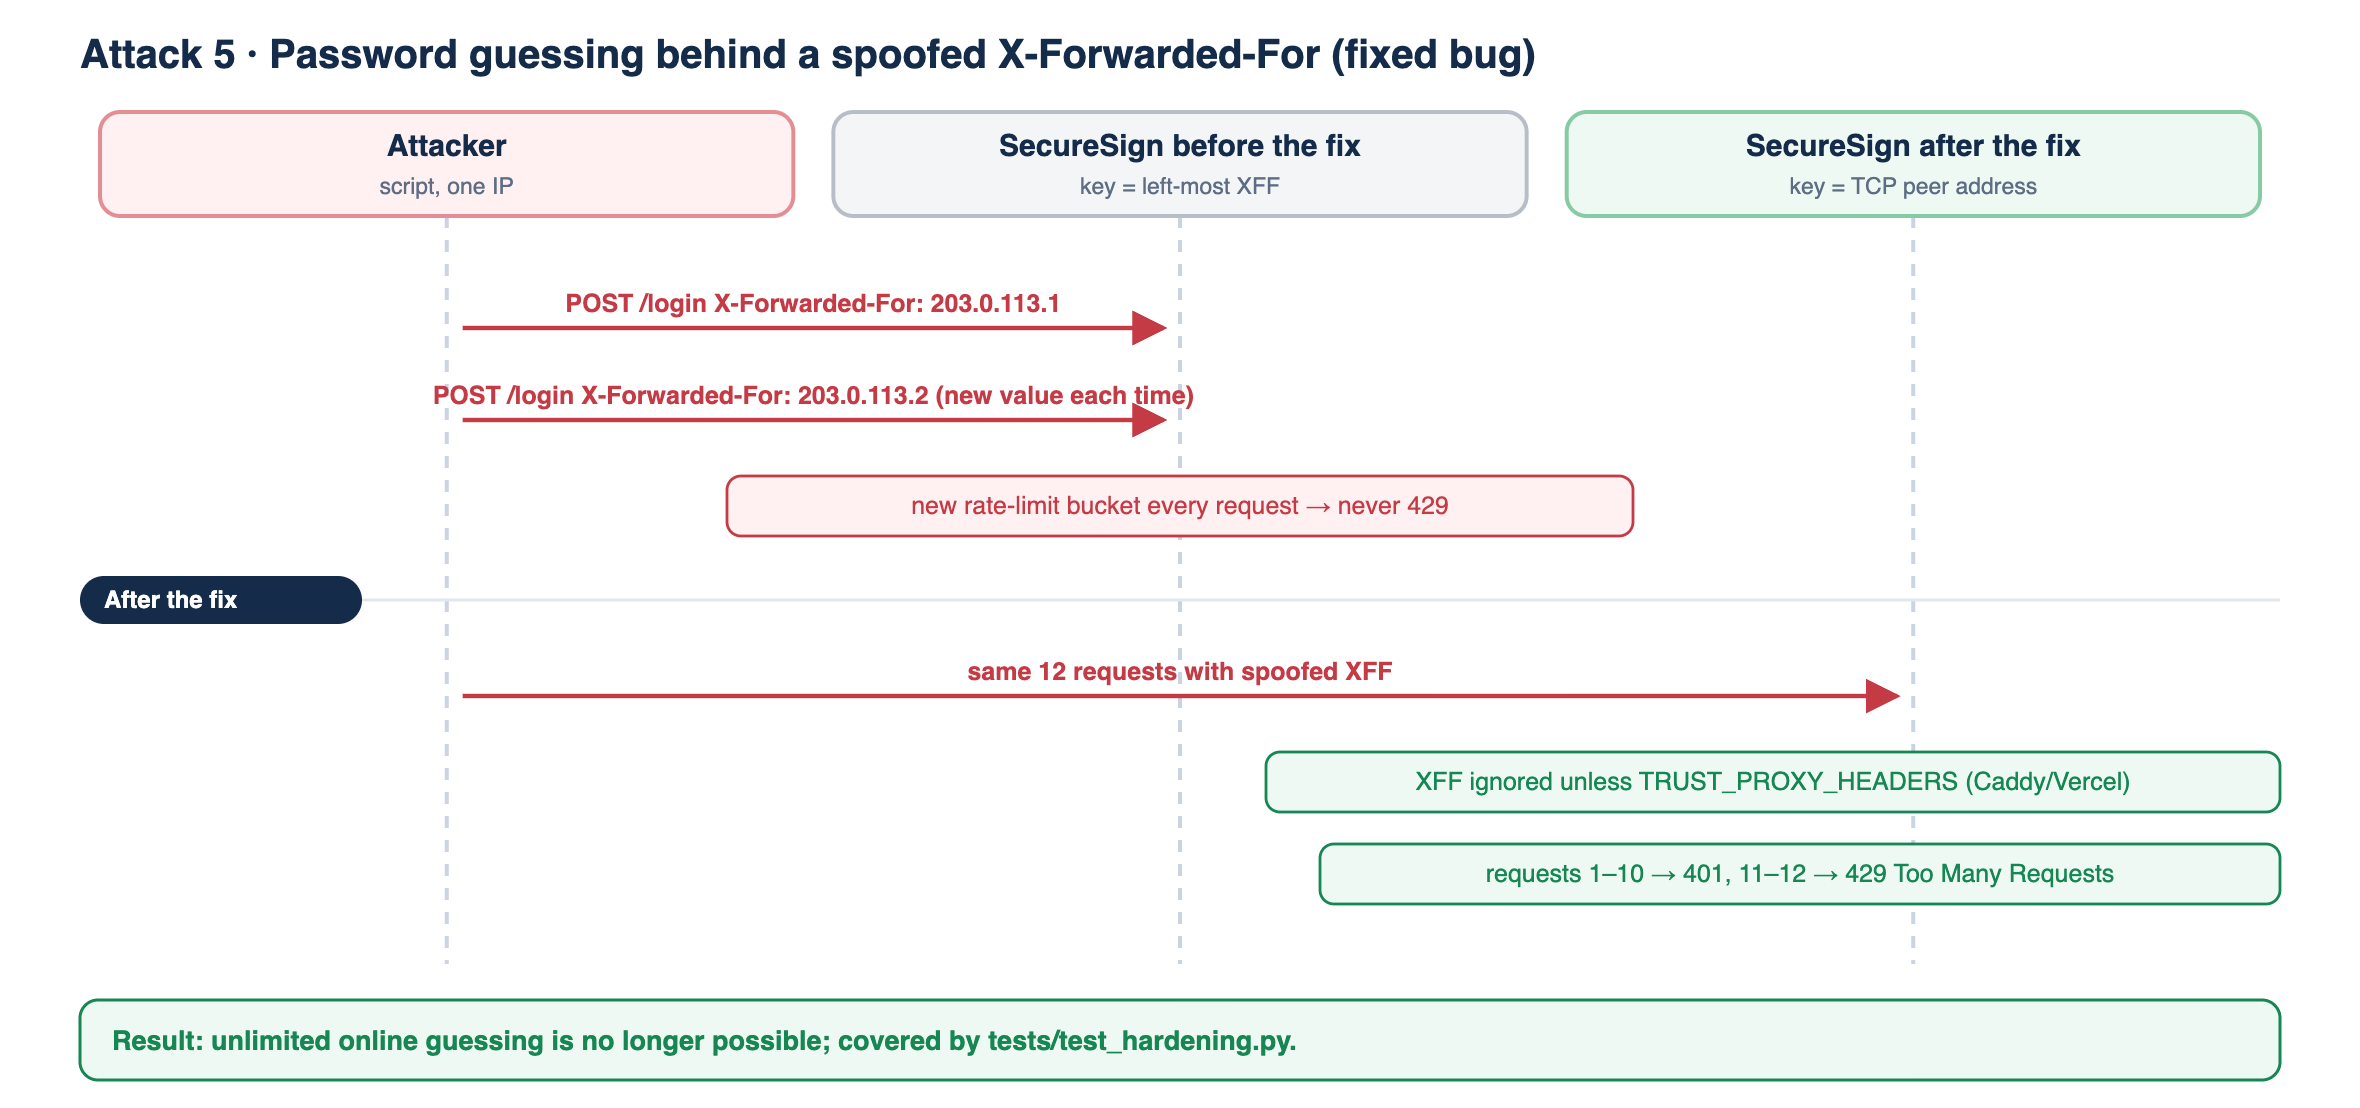 Attack 5 · Password guessing behind a spoofed X-Forwarded-For (fixed bug)
Attacker
script, one IP
SecureSign before the fix
key = left-most XFF
SecureSign after the fix
key = TCP peer address
POST /login X-Forwarded-For: 203.0.113.1
POST /login X-Forwarded-For: 203.0.113.2 (new value each time)
new rate-limit bucket every request → never 429
After the fix
same 12 requests with spoofed XFF
XFF ignored unless TRUST_PROXY_HEADERS (Caddy/Vercel)
requests 1–10 → 401, 11–12 → 429 Too Many Requests
Result: unlimited online guessing is no longer possible; covered by tests/test_hardening.py.